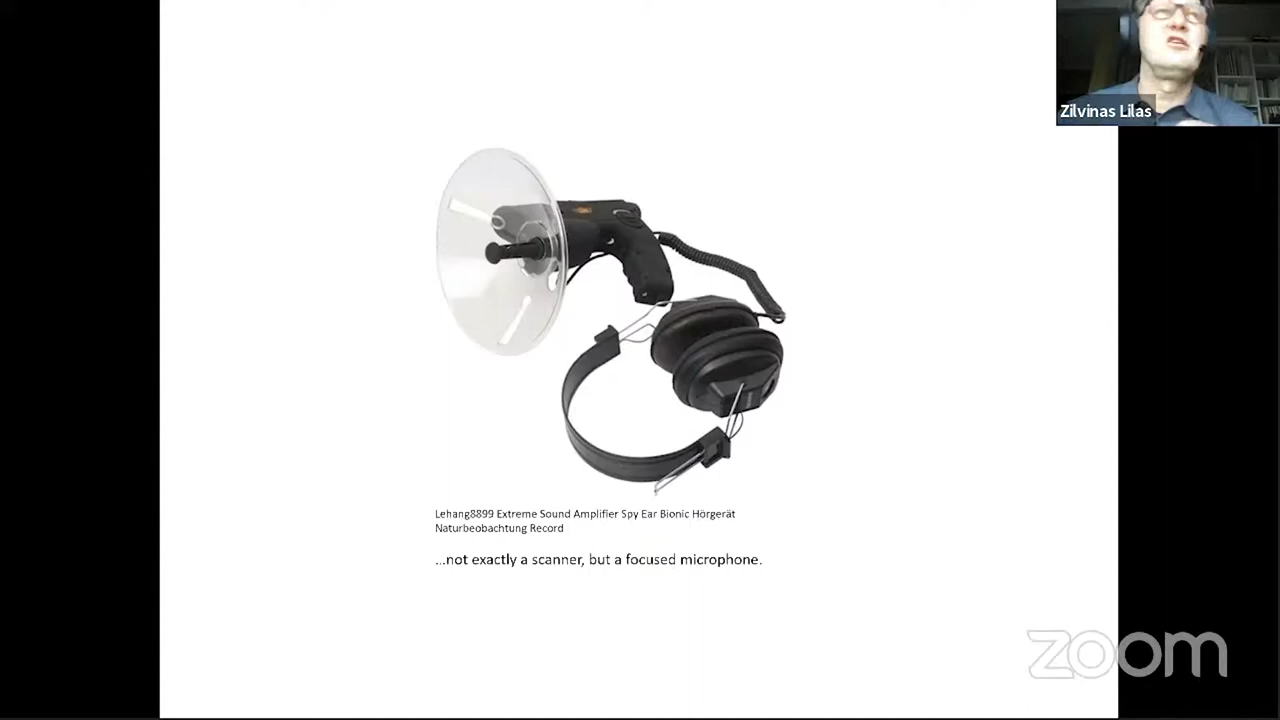 Zilvinas Lilas
Lehang8899 Extreme Sound Amplifier Spy Ear Bionic Hörgerät
Naturbeobachtung Record
...not exactly a scanner, but a focused microphone.
zoom